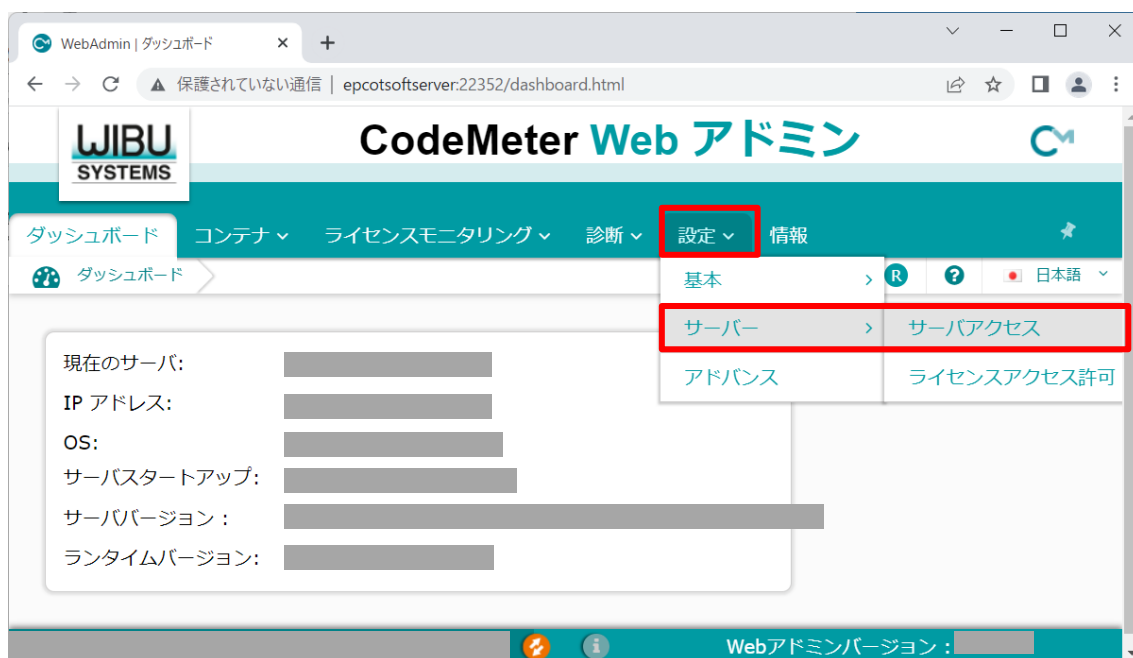 WebAdmin | ダッシュボード
保護されていない通信 | epcotsoftserver:22352/dashboard.html
WIBU
SYSTEMS
CodeMeter Web アドミン
ダッシュボード コンテナ ライセンスモニタリング 診断 設定 情報
ダッシュボード
基本
R ? 日本語
サーバー サーバアクセス
アドバンス ライセンスアクセス許可
現在のサーバ:
IP アドレス:
OS:
サーバスタートアップ:
サーババージョン :
ランタイムバージョン:
Webアドミンバージョン :